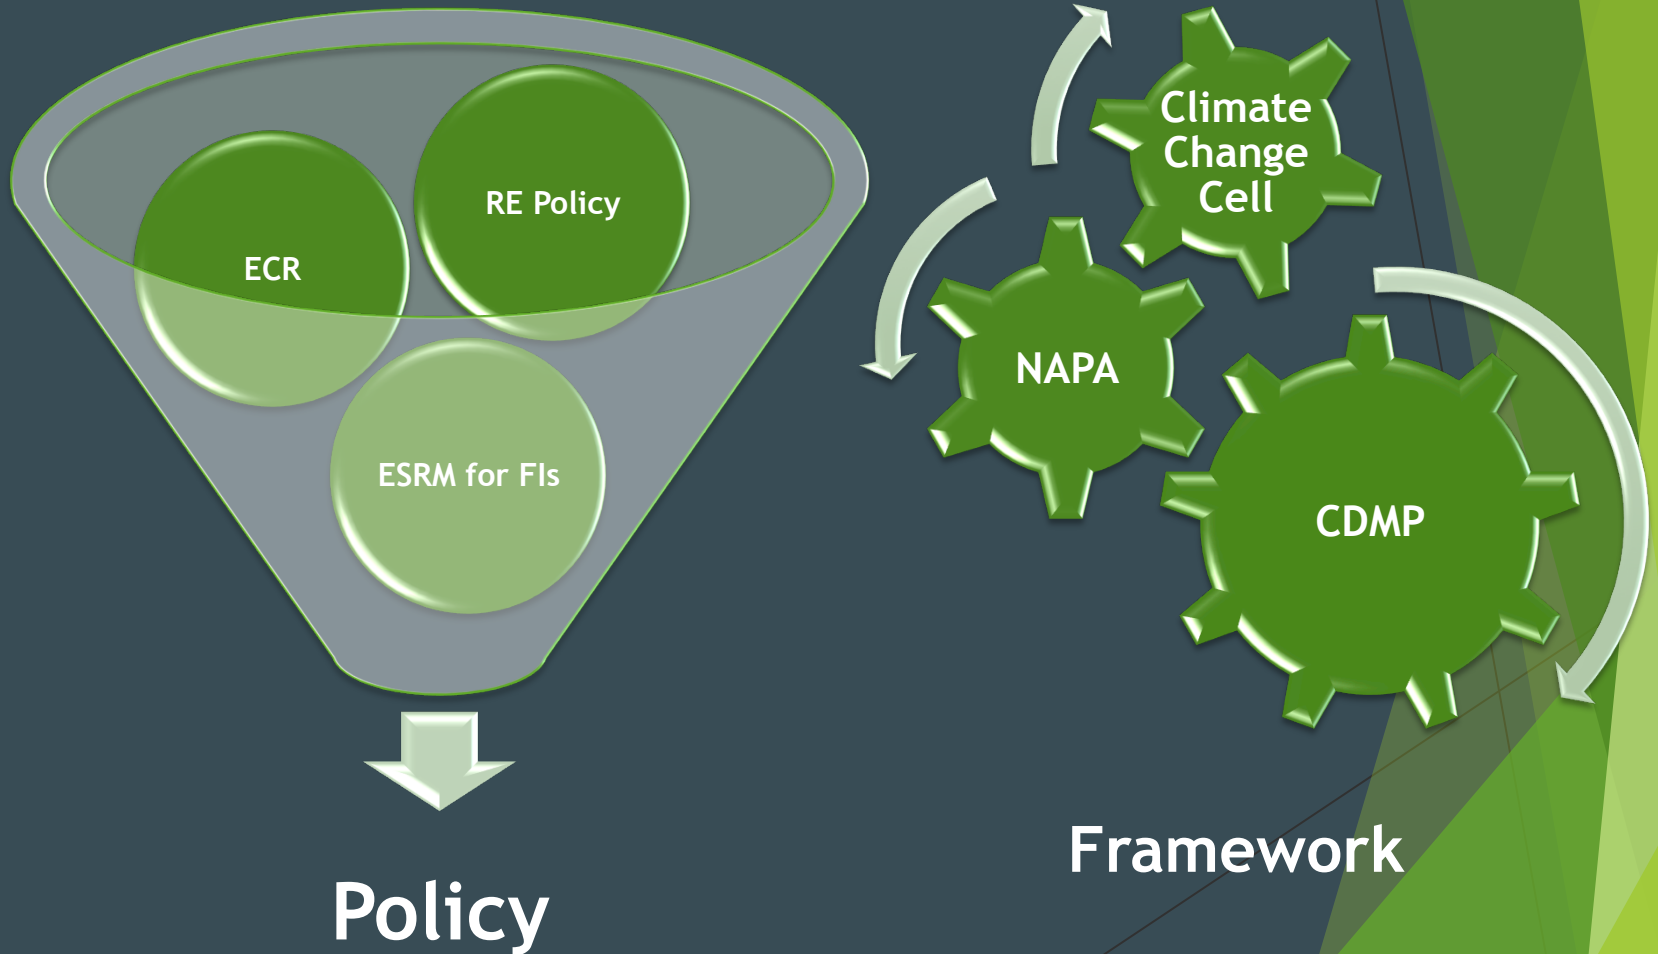 RE Policy
ECR
ESRM for FIs
Policy
Climate
Change
Cell
NAPA
CDMP
Framework